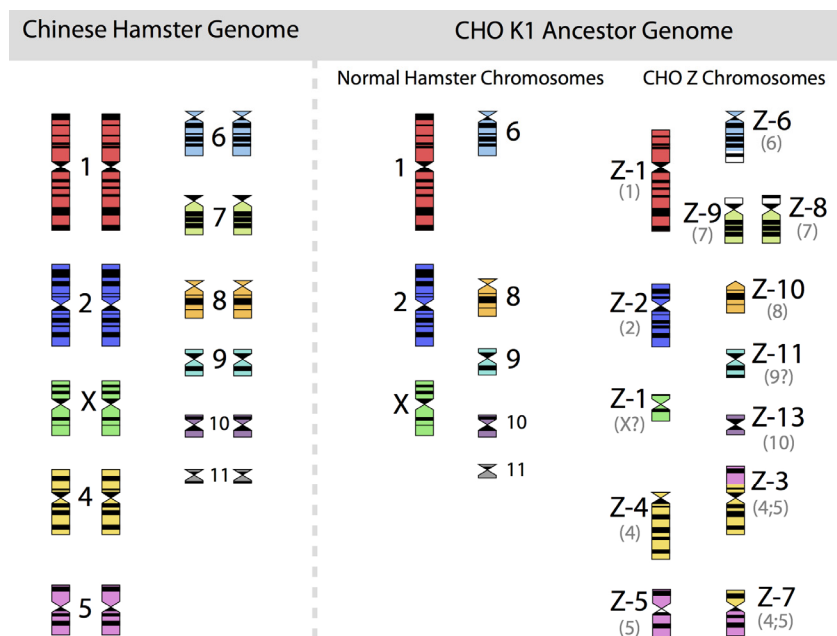 Chinese Hamster Genome
CHO K1 Ancestor Genome
Normal Hamster Chromosomes
CHO Z Chromosomes
1
6
7
2
8
9
X
10
11
4
5
1
6
2
8
9
X
10
11
Z-1
(1)
Z-6
(6)
Z-9
(7)
Z-8
(7)
Z-2
(2)
Z-10
(8)
Z-11
(9?)
Z-1
(X?)
Z-13
(10)
Z-3
(4;5)
Z-4
(4)
Z-5
(5)
Z-7
(4;5)